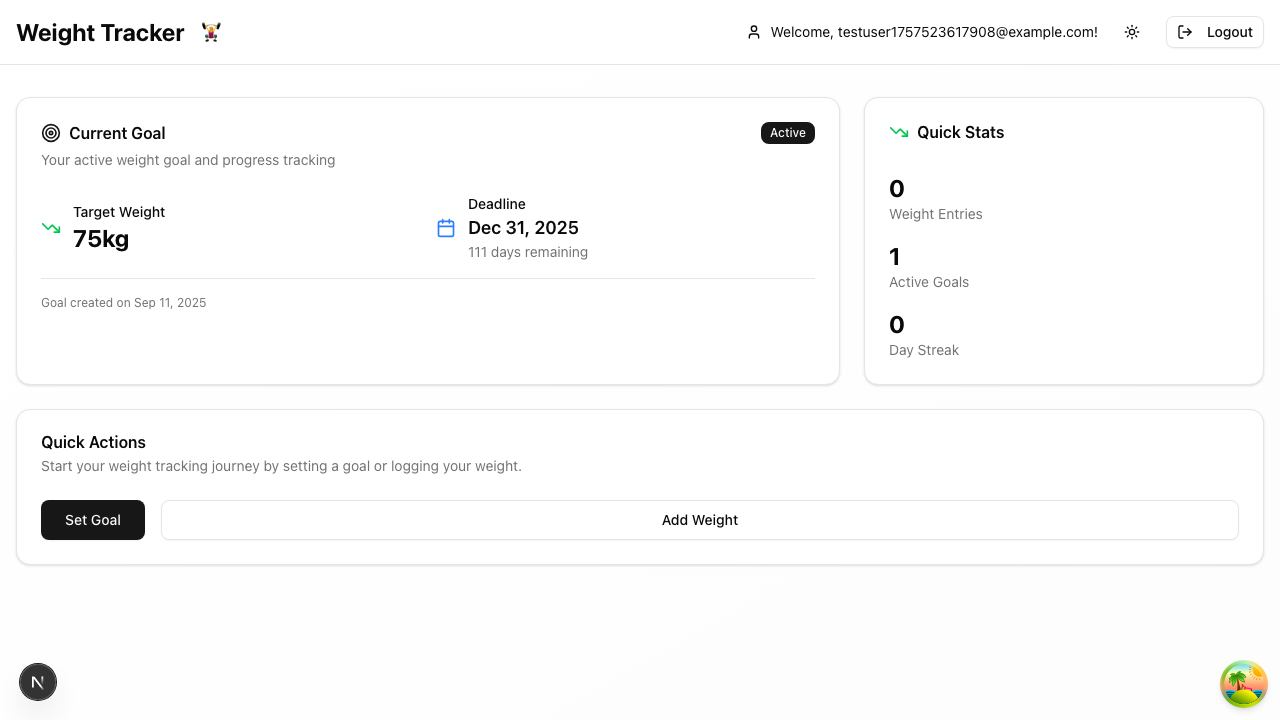 Weight Tracker
Welcome, testuser1757523617908@example.com!
Logout
Current Goal
Active
Your active weight goal and progress tracking
Target Weight
75kg
Deadline
Dec 31, 2025
111 days remaining
Goal created on Sep 11, 2025
Quick Stats
0
Weight Entries
1
Active Goals
0
Day Streak
Quick Actions
Start your weight tracking journey by setting a goal or logging your weight.
Set Goal
Add Weight
N